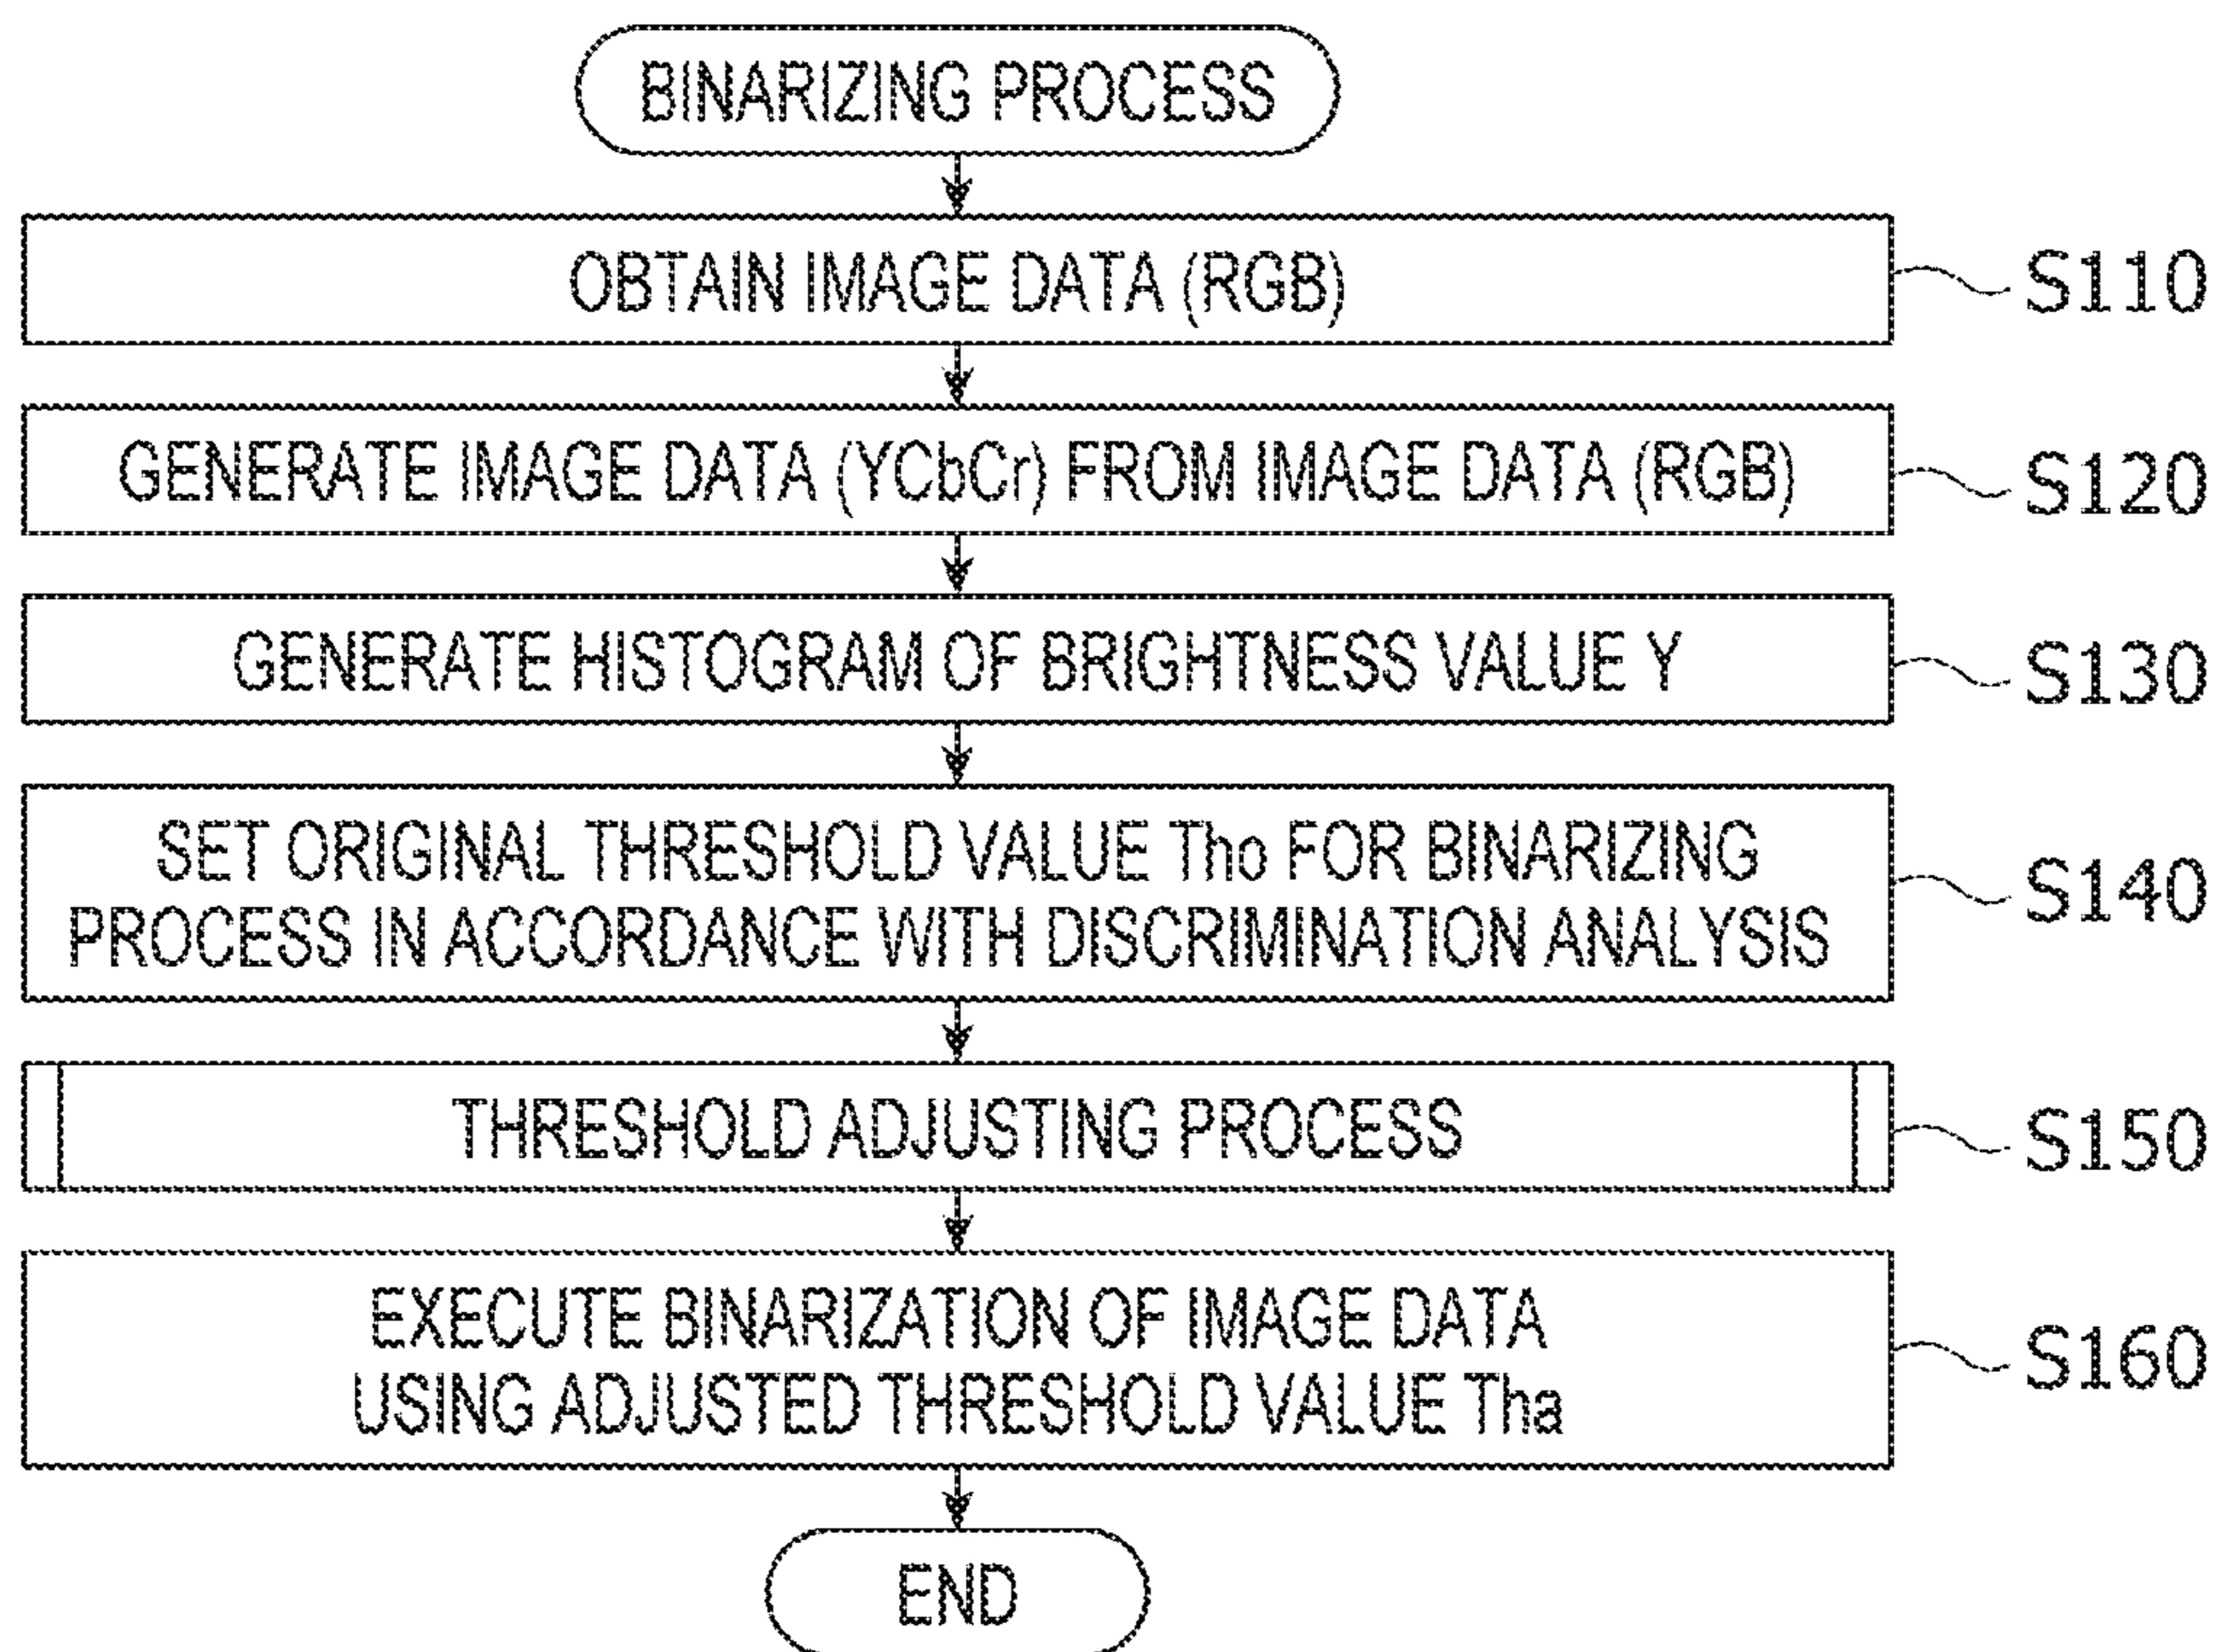 BINARIZING PROCESS
OBTAIN IMAGE DATA (RGB)
S110
GENERATE IMAGE DATA (YCbCr) FROM IMAGE DATA (RGB)
S120
GENERATE HISTOGRAM OF BRIGHTNESS VALUE Y
S130
SET ORIGINAL THRESHOLD VALUE Tho FOR BINARIZING
PROCESS IN ACCORDANCE WITH DISCRIMINATION ANALYSIS
S140
THRESHOLD ADJUSTING PROCESS
S150
EXECUTE BINARIZATION OF IMAGE DATA
USING ADJUSTED THRESHOLD VALUE Tha
S160
END